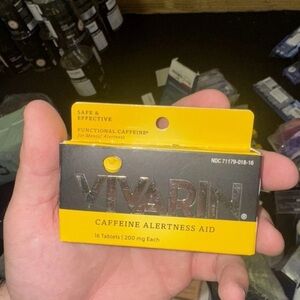 SAFE &
EFFECTIVE
FUNCTIONAL CAFFEINE®
for Mental Alertness
NDC 71179-018-16
VIVARIN®
CAFFEINE ALERTNESS AID
16 Tablets | 200 mg Each